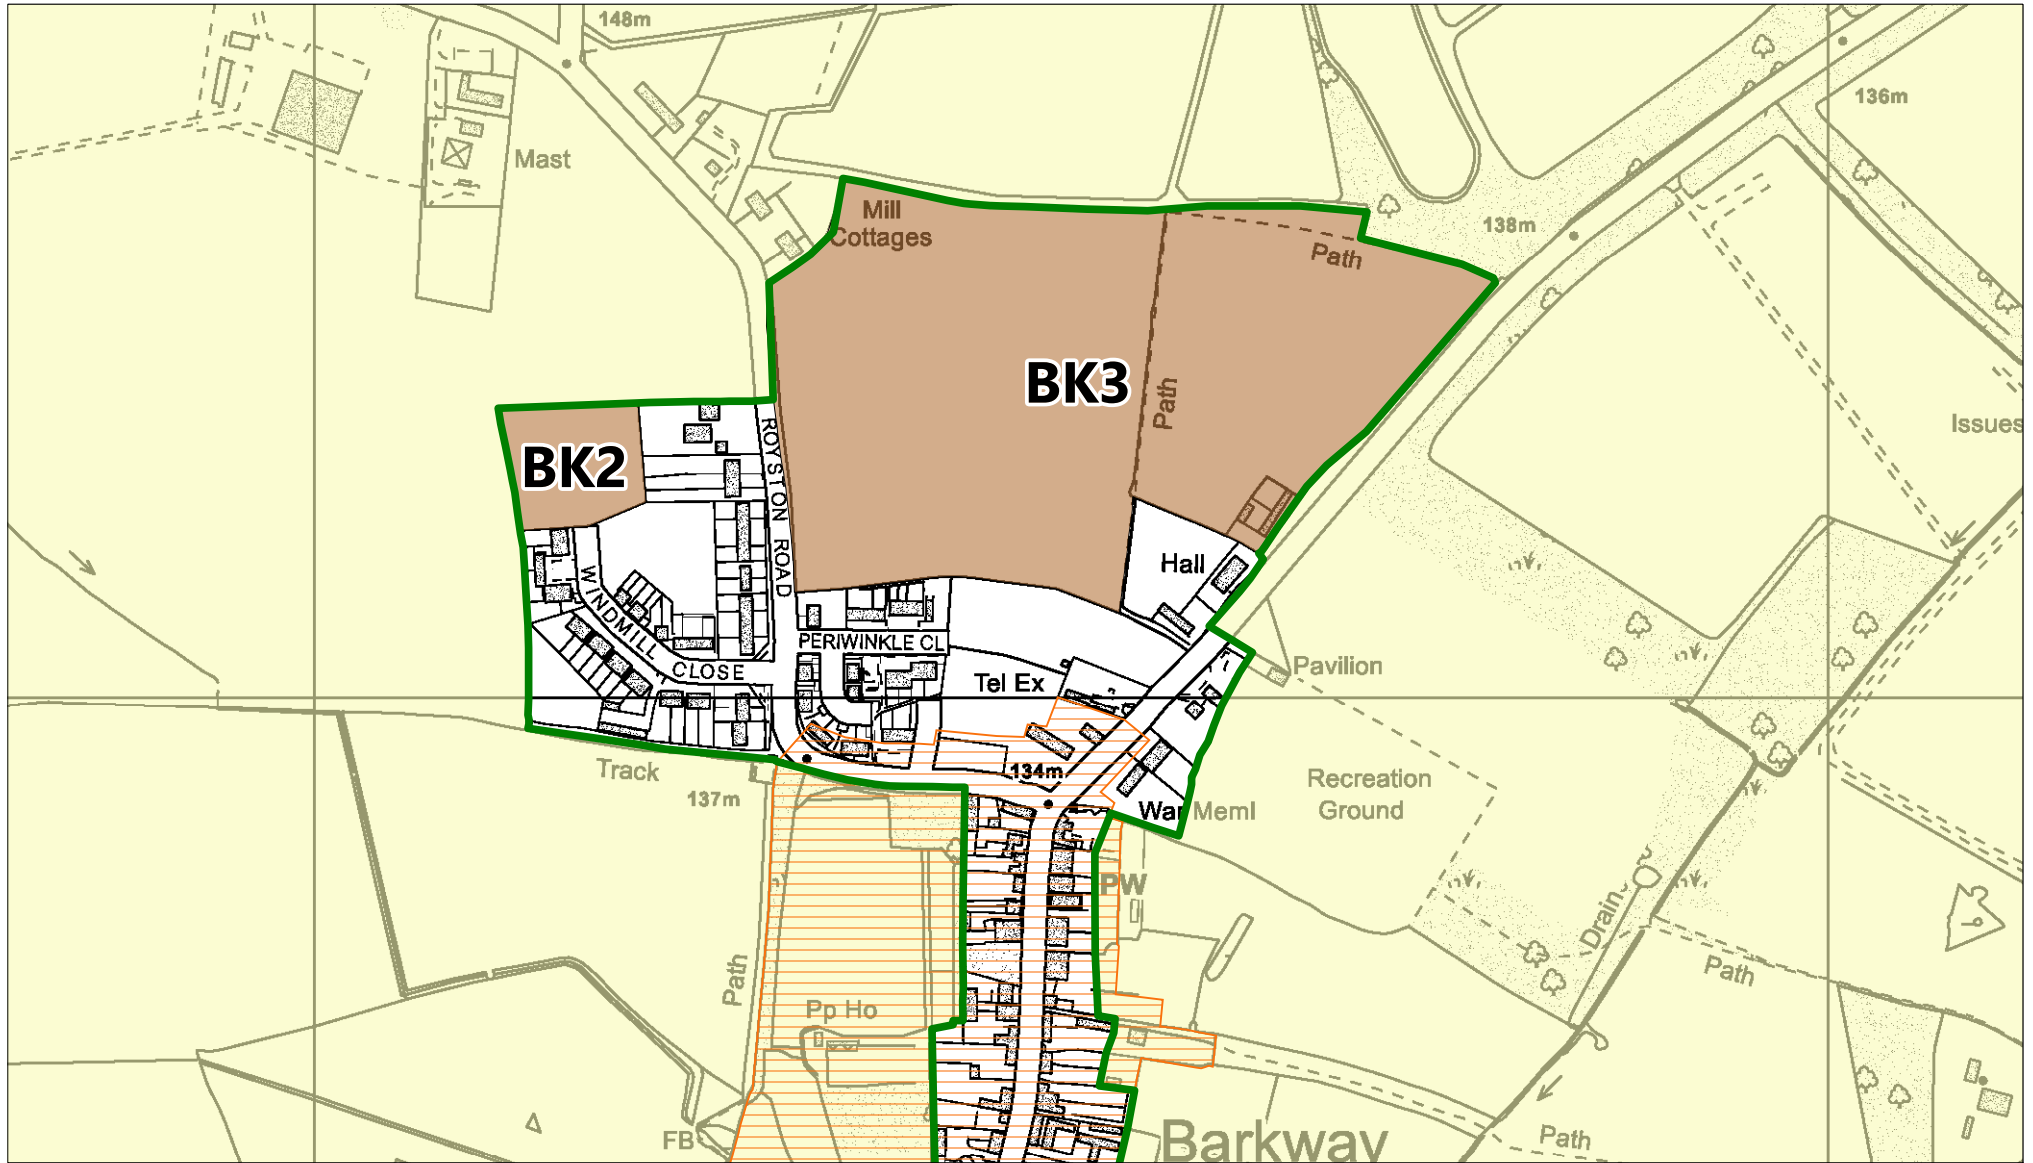 148m
136m
Mast
Mill
Cottages
138m
Path
BK3
Path
Issues
BK2
ROYSTON ROAD
Hall
WINDMILL CLOSE
PERIWINKLE CL
Pavilion
Tel Ex
Track
134m
137m
Recreation
Ground
War Meml
PW
Drain
Path
Path
Pp Ho
FB
Barkway
Path